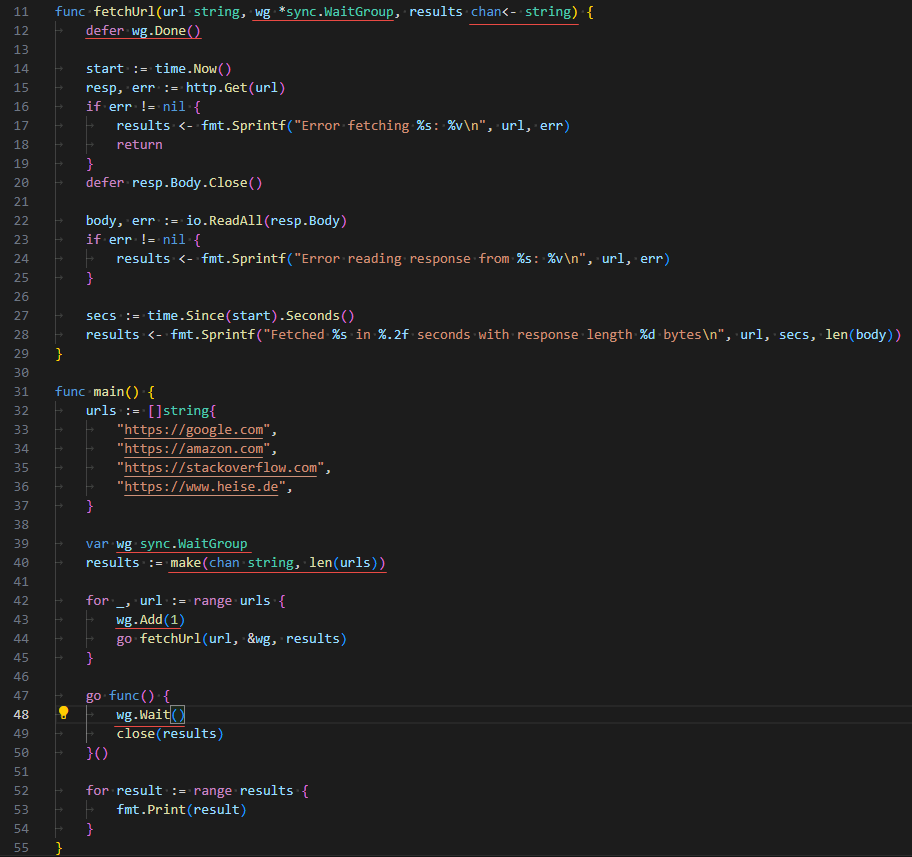 11 func fetchUrl(url string, wg *sync.WaitGroup, results chan<- string) {
12 defer wg.Done()
13
14 start := time.Now()
15 resp, err := http.Get(url)
16 if err != nil {
17 results <- fmt.Sprintf("Error fetching %s: %v\n", url, err)
18 return
19 }
20 defer resp.Body.Close()
21
22 body, err := io.ReadAll(resp.Body)
23 if err != nil {
24 results <- fmt.Sprintf("Error reading response from %s: %v\n", url, err)
25 }
26
27 secs := time.Since(start).Seconds()
28 results <- fmt.Sprintf("Fetched %s in %.2f seconds with response length %d bytes\n", url, secs, len(body))
29 }
30
31 func main() {
32 urls := []string{
33 "https://google.com",
34 "https://amazon.com",
35 "https://stackoverflow.com",
36 "https://www.heise.de",
37 }
38
39 var wg sync.WaitGroup
40 results := make(chan string, len(urls))
41
42 for _, url := range urls {
43 wg.Add(1)
44 go fetchUrl(url, &wg, results)
45 }
46
47 go func() {
48 wg.Wait()
49 close(results)
50 }()
51
52 for result := range results {
53 fmt.Print(result)
54 }
55 }